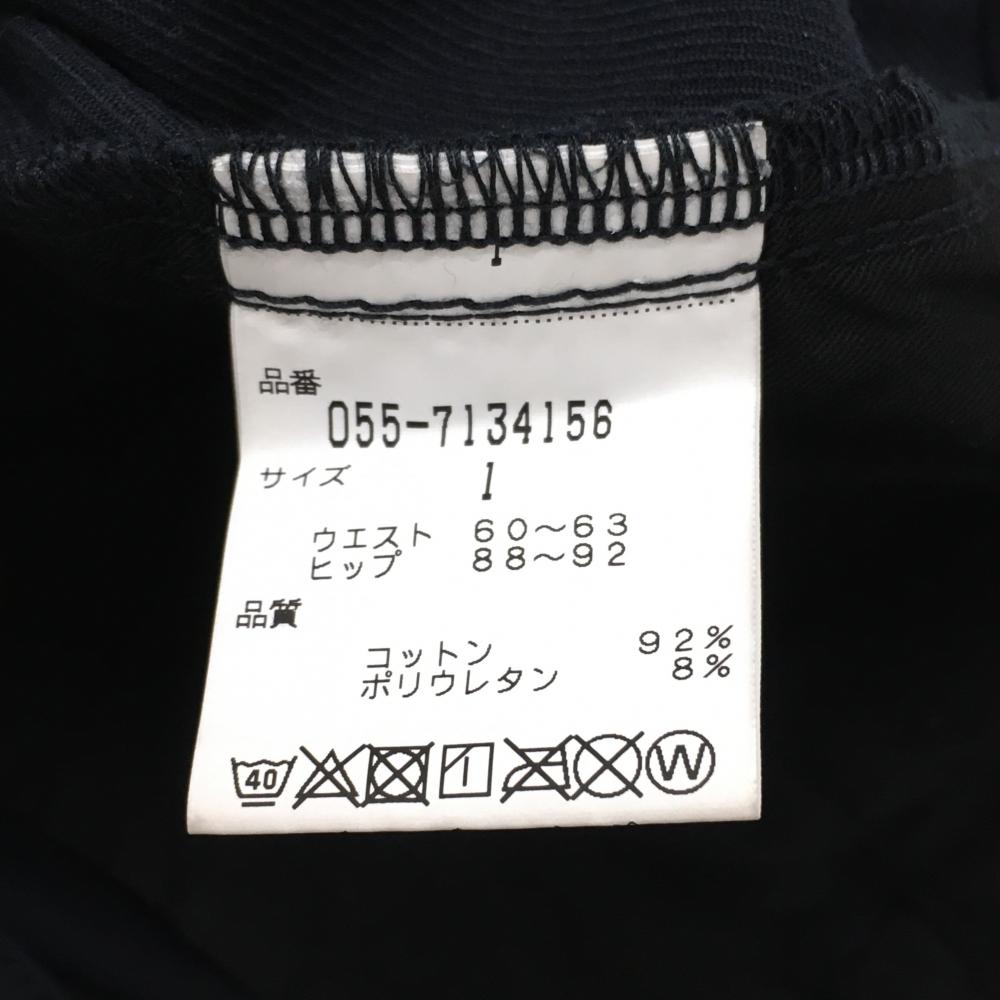 品番
055-7134156
サイズ 1
ウエスト 60～63
ヒップ 88～92
品質
コットン 92%
ポリウレタン 8%
40 W